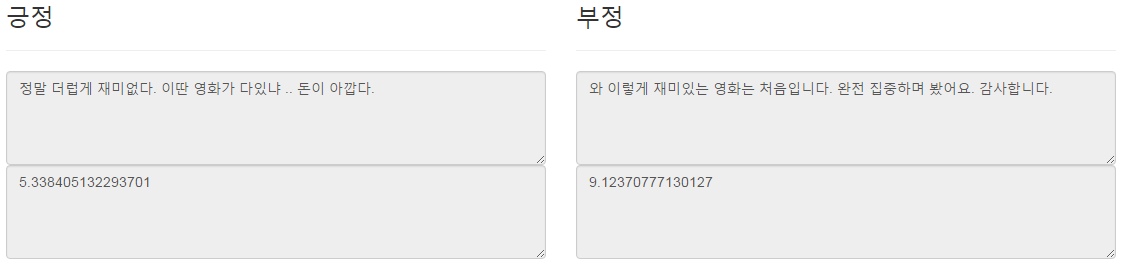 긍정
정말 더럽게 재미없다. 이딴 영화가 다있냐 .. 돈이 아깝다.
5.338405132293701
부정
와 이렇게 재미있는 영화는 처음입니다. 완전 집중하며 봤어요. 감사합니다.
9.12370777130127